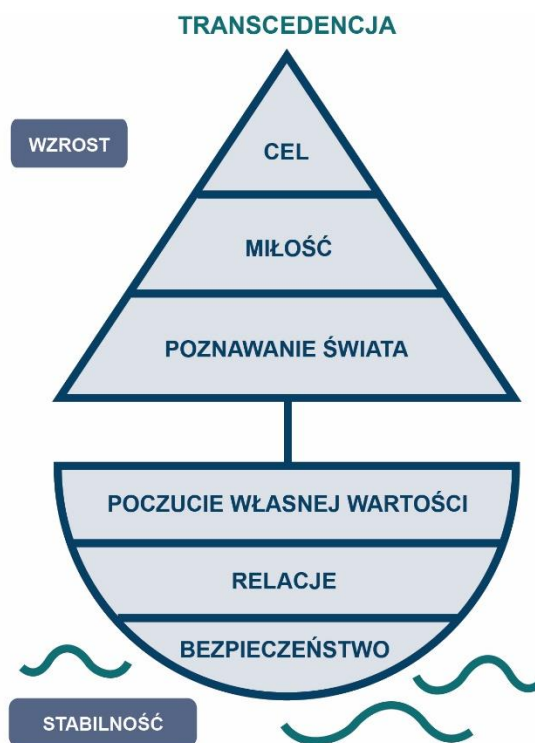 TRANSCEDENCJA
WZROST
CEL
MIŁOŚĆ
POZNAWANIE ŚWIATA
POCZUCIE WŁASNEJ WARTOŚCI
RELACJE
BEZPIECZEŃSTWO
STABILNOŚĆ